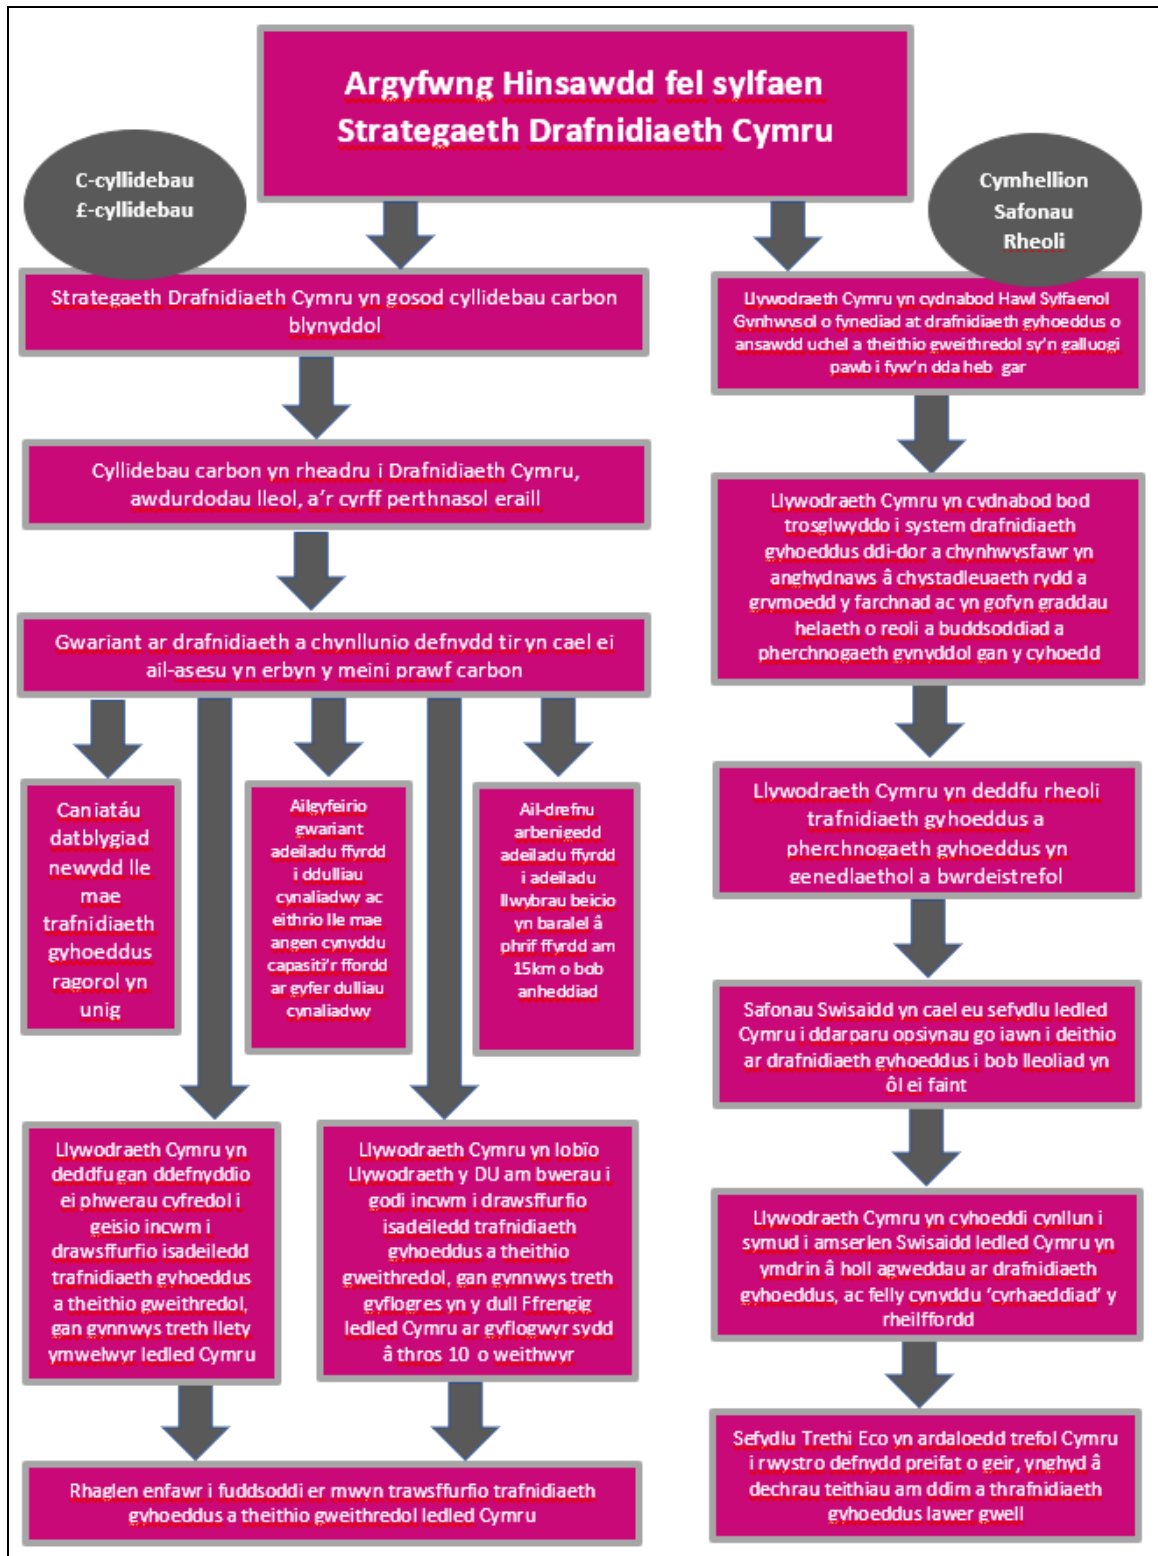 Argyfwng Hinsawdd fel sylfaen
Strategaeth Drafnidiaeth Cymru
C-cyllidebau
£-cyllidebau
Cymhellion
Safonau
Rheoli
Strategaeth Drafnidiaeth Cymru yn gosod cyllidebau carbon
blynyddol
Cyllidebau carbon yn rheadru i Drafnidiaeth Cymru,
awdurdodau lleol, a'r cyrff perthnasol eraill
Gwariant ar drafnidiaeth a chynllunio defnydd tir yn cael ei
ail-asesu yn erbyn y meini prawf carbon
Caniatáu
datblygiad
newydd lle
mae
trafnidiaeth
gyhoeddus
ragorol yn
unig
Ailgyfeirio
gwariant
adeiladu ffyrdd
i ddulliau
cynaliadwy ac
eithrio lle mae
angen cynyddu
capasiti'r ffordd
ar gyfer dulliau
cynaliadwy
Ail-drefnu
arbenigedd
adeiladu ffyrdd
i adeiladu
llwybrau beicio
yn baralel â
phrif ffyrdd am
15km o bob
anheddiad
Llywodraeth Cymru yn
deddfu gan ddefnyddio
ei phwerau cyfredol i
geisio incwm i
drawsffurfio isadeiledd
trafnidiaeth gyhoeddus
a theithio gweithredol,
gan gynnwys treth llety
ymwelwyr ledled Cymru
Llywodraeth Cymru yn lobïo
Llywodraeth y DU am bwerau i
godi incwm i drawsffurfio
isadeiledd trafnidiaeth
gyhoeddus a theithio
gweithredol, gan gynnwys treth
gyflogres yn y dull Ffrengig
ledled Cymru ar gyflogwyr sydd
â thros 10 o weithwyr
Rhaglen enfawr i fuddsoddi er mwyn trawsffurfio trafnidiaeth
gyhoeddus a theithio gweithredol ledled Cymru
Llywodraeth Cymru yn cydnabod Hawl Sylfaenol
Gynhwysol o fynediad at drafnidiaeth gyhoeddus o
ansawdd uchel a theithio gweithredol sy'n galluogi
pawb i fyw'n dda heb gar
Llywodraeth Cymru yn cydnabod bod
trosglwyddo i system drafnidiaeth
gyhoeddus ddi-dor a chynhwysfawr yn
anghydnaws â chystadleuaeth rydd a
grymoedd y farchnad ac yn gofyn graddau
helaeth o reoli a buddsoddiad a
pherchnogaeth gynyddol gan y cyhoedd
Llywodraeth Cymru yn deddfu rheoli
trafnidiaeth gyhoeddus a
pherchnogaeth gyhoeddus yn
genedlaethol a bwrdeistrefol
Safonau Swisaidd yn cael eu sefydlu ledled
Cymru i ddarparu opsiynau go iawn i deithio
ar drafnidiaeth gyhoeddus i bob lleoliad yn
ôl ei faint
Llywodraeth Cymru yn cyhoeddi cynllun i
symud i amserlen Swisaidd ledled Cymru yn
ymdrin â holl agweddau ar drafnidiaeth
gyhoeddus, ac felly cynyddu 'cyrhaeddiad' y
rheilffordd
Sefydlu Trethi Eco yn ardaloedd trefol Cymru
i rwystro defnydd preifat o geir, ynghyd â
dechrau teithiau am ddim a thrafnidiaeth
gyhoeddus lawer gwell